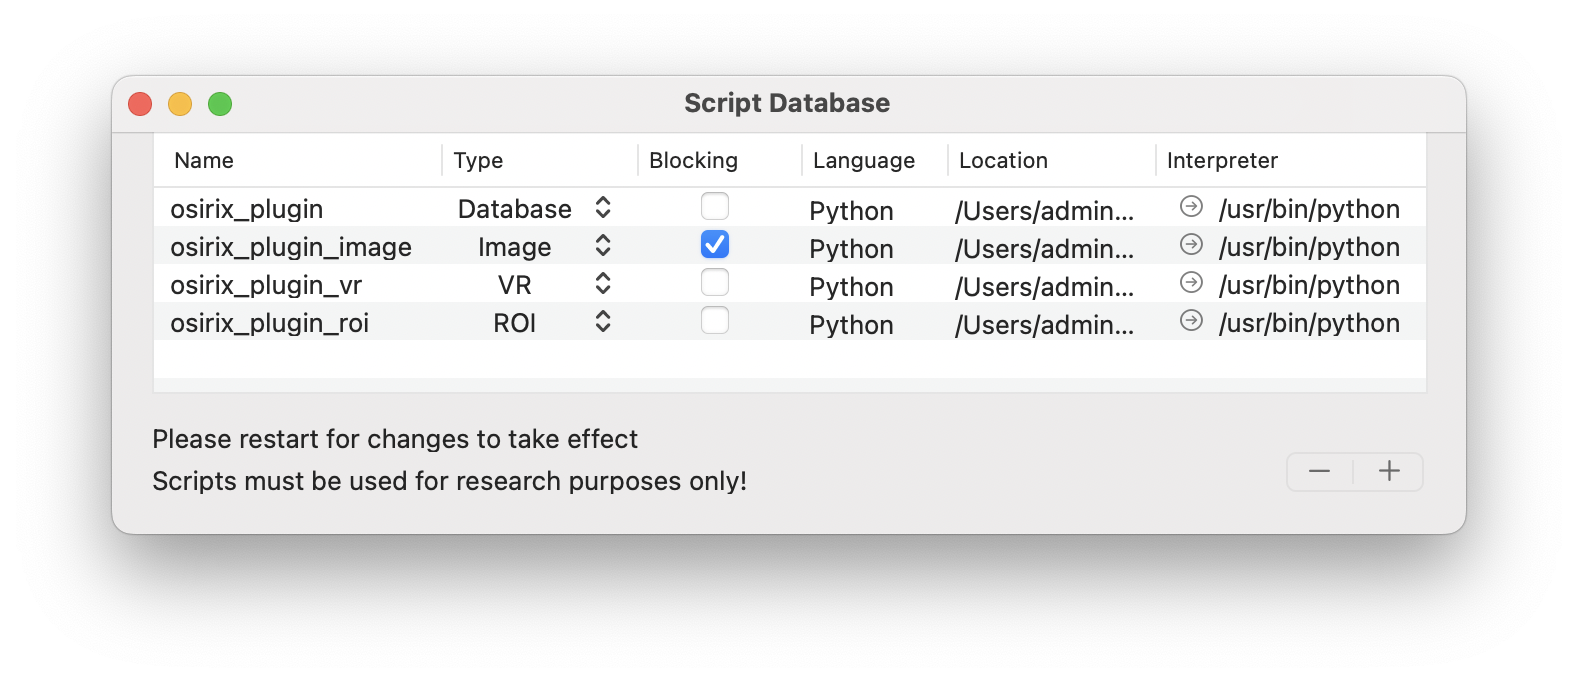 Script Database
Name Type Blocking Language Location Interpreter
osirix_plugin Database Python /Users/admin... /usr/bin/python
osirix_plugin_image Image Python /Users/admin... /usr/bin/python
osirix_plugin_vr VR Python /Users/admin... /usr/bin/python
osirix_plugin_roi ROI Python /Users/admin... /usr/bin/python
Please restart for changes to take effect
Scripts must be used for research purposes only!